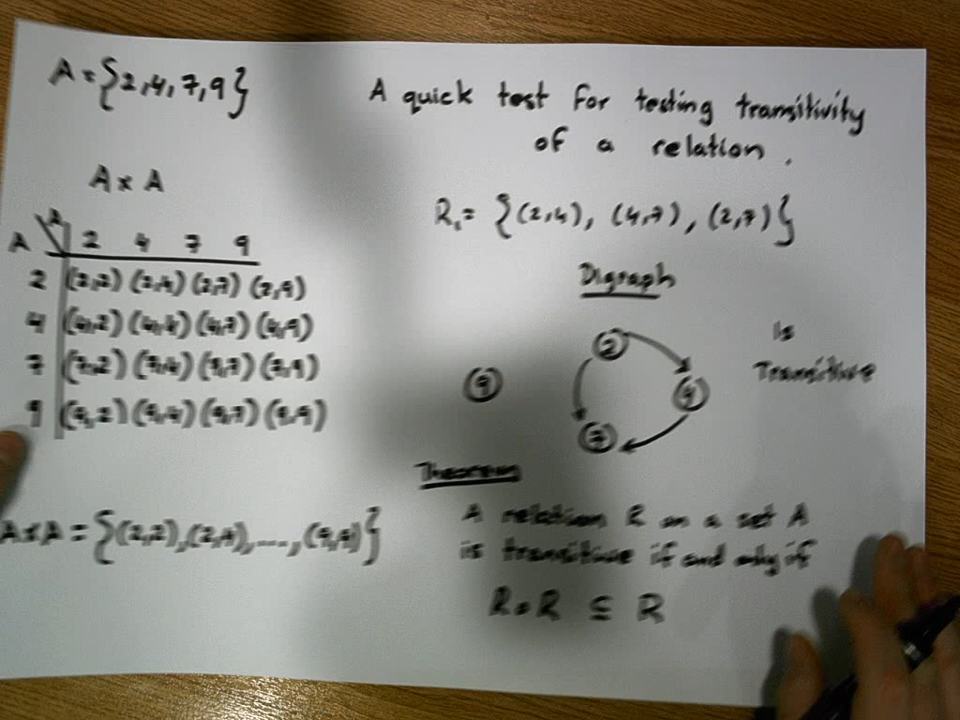 A = {2,4,7,9}
A quick test for testing transitivity
of a relation.
A x A
R₁ = {(2,4), (4,7), (2,7)}
A
A 2 4 7 9
2 (2,2) (2,4) (2,7) (2,9)
4 (4,2) (4,4) (4,7) (4,9)
7 (7,2) (7,4) (7,7) (7,9)
9 (9,2) (9,4) (9,7) (9,9)
Digraph
2
9
4
7
Is
Transitive
Theorem
A relation R on a set A
is transitive if and only if
R∘R ⊆ R
A x A = {(2,2),(2,4),...., (9,9)}